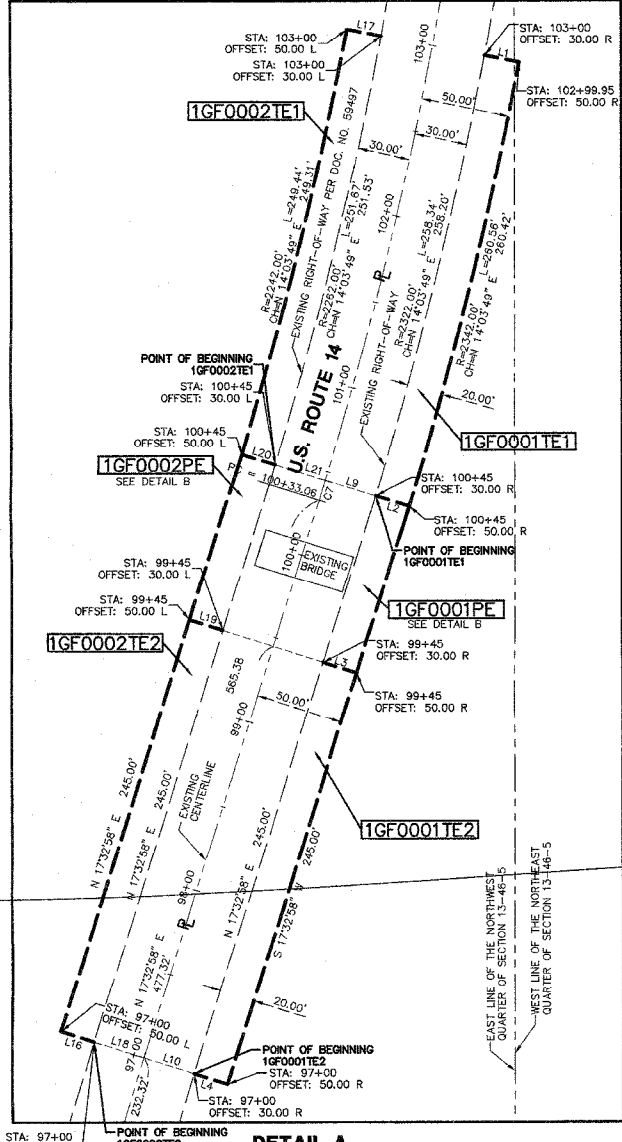 L17
STA: 103+00
OFFSET: 50.00 L
STA: 103+00
OFFSET: 30.00 L
103+00
STA: 103+00
OFFSET: 30.00 R
L1
STA: 102+99.95
OFFSET: 50.00 R
1GF0002TE1
50.00'
30.00'
30.00'
102+00
R=2242.00' L=249.44'
CH=N 14°03'49" E 249.31'
EXISTING RIGHT-OF-WAY PER DOC. NO. 59497
R=2262.00' L=251.67'
CH=N 14°03'49" E 251.53'
PL
EXISTING RIGHT-OF-WAY
R=2322.00' L=258.34'
CH=N 14°03'49" E 258.20'
R=2342.00' L=260.56'
CH=N 14°03'49" E 260.42'
U.S. ROUTE 14
101+00
20.00'
POINT OF BEGINNING
1GF0002TE1
STA: 100+45
OFFSET: 30.00 L
STA: 100+45
OFFSET: 50.00 L
1GF0001TE1
L20
L21
L9
L2
1GF0002PE
SEE DETAIL B
PC = 100+33.06
C7
STA: 100+45
OFFSET: 30.00 R
STA: 100+45
OFFSET: 50.00 R
POINT OF BEGINNING
1GF0001TE1
100+00
EXISTING
BRIDGE
STA: 99+45
OFFSET: 30.00 L
STA: 99+45
OFFSET: 50.00 L
1GF0001PE
SEE DETAIL B
L19
1GF0002TE2
STA: 99+45
OFFSET: 30.00 R
L3
STA: 99+45
OFFSET: 50.00 R
565.38
50.00'
99+00
EXISTING
CENTERLINE
1GF0001TE2
N 17°32'58" E 245.00'
N 17°32'58" E 245.00'
98+00
PL
N 17°32'58" E 245.00'
S 17°32'58" W 245.00'
N 17°32'58" E
477.32'
EAST LINE OF THE NORTHWEST
QUARTER OF SECTION 13-46-5
WEST LINE OF THE NORTHEAST
QUARTER OF SECTION 13-46-5
20.00'
STA: 97+00
OFFSET: 50.00 L
L16
L18
97+00
L10
232.32'
L4
POINT OF BEGINNING
1GF0001TE2
STA: 97+00
OFFSET: 50.00 R
STA: 97+00
OFFSET: 30.00 R
STA: 97+00
POINT OF BEGINNING
DETAIL A